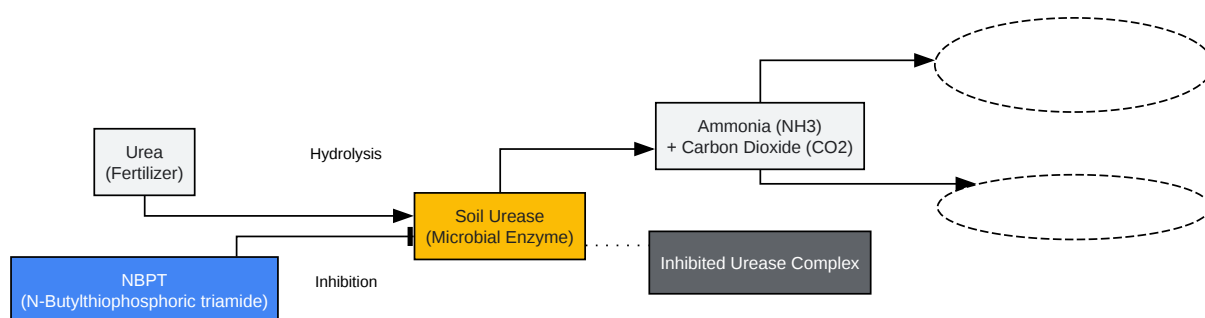 Urea
(Fertilizer)
Hydrolysis
NBPT
(N-Butylthiophosphoric triamide)
Inhibition
Soil Urease
(Microbial Enzyme)
Ammonia (NH3)
+ Carbon Dioxide (CO2)
Inhibited Urease Complex